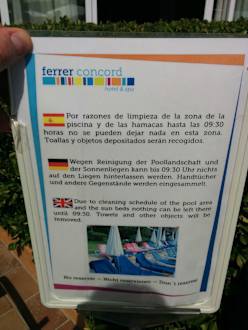 ferrer concord
hotel & spa
Por razones de limpieza de la zona de la
piscina y de las hamacas hasta las 09:30
horas no se pueden dejar nada en esta zona.
Toallas y objetos depositados serán recogidos.
Wegen Reinigung der Poollandschaft und
der Sonnenliegen kann bis 09.30 Uhr nichts
auf den Liegen hinterlassen werden. Handtücher
und andere Gegenstände werden eingesammelt.
Due to cleaning schedule of the pool area
and the sun beds nothing can be left there
until 09:30. Towels and other objects will be
removed.
No reservar – Nicht reservieren – Don´t reserve